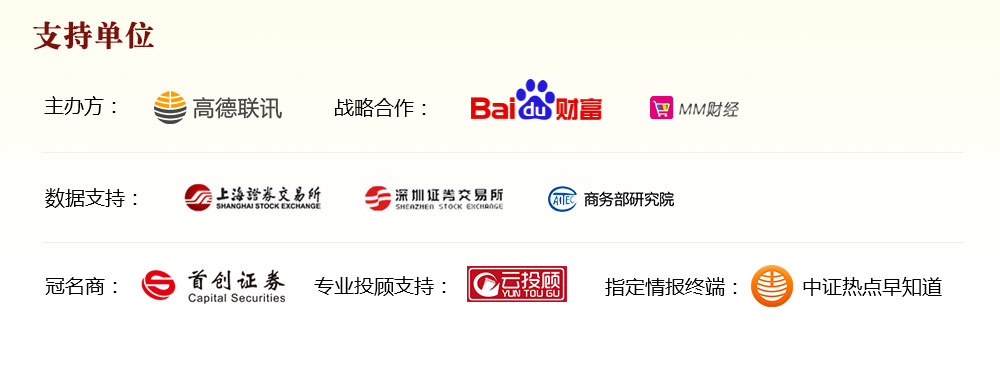 支持单位
主办方： 高德联讯 战略合作： Baidu财富 MM财经
数据支持： 上海證券交易所 深圳证券交易所 AITEC 商务部研究院
SHANGHAI STOCK EXCHANGE SHENZHEN STOCK EXCHANGE
冠名商： 首创证券 专业投顾支持： 云投顾 指定情报终端： 中证热点早知道
Capital Securities YUN TOU GU